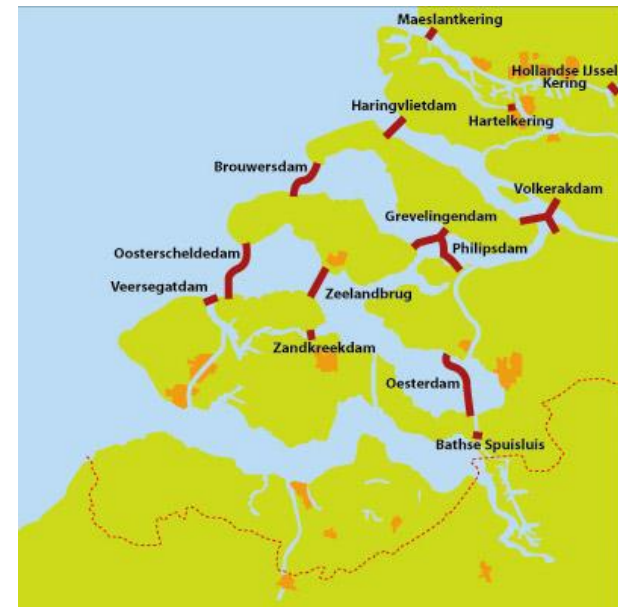 Maeslantkering
Hollandse IJssel
Kering
Haringvlietdam
Hartelkering
Brouwersdam
Volkerakdam
Grevelingendam
Oosterscheldedam
Philipsdam
Veersegatdam
Zeelandbrug
Zandkreekdam
Oesterdam
Bathse Spuisluis